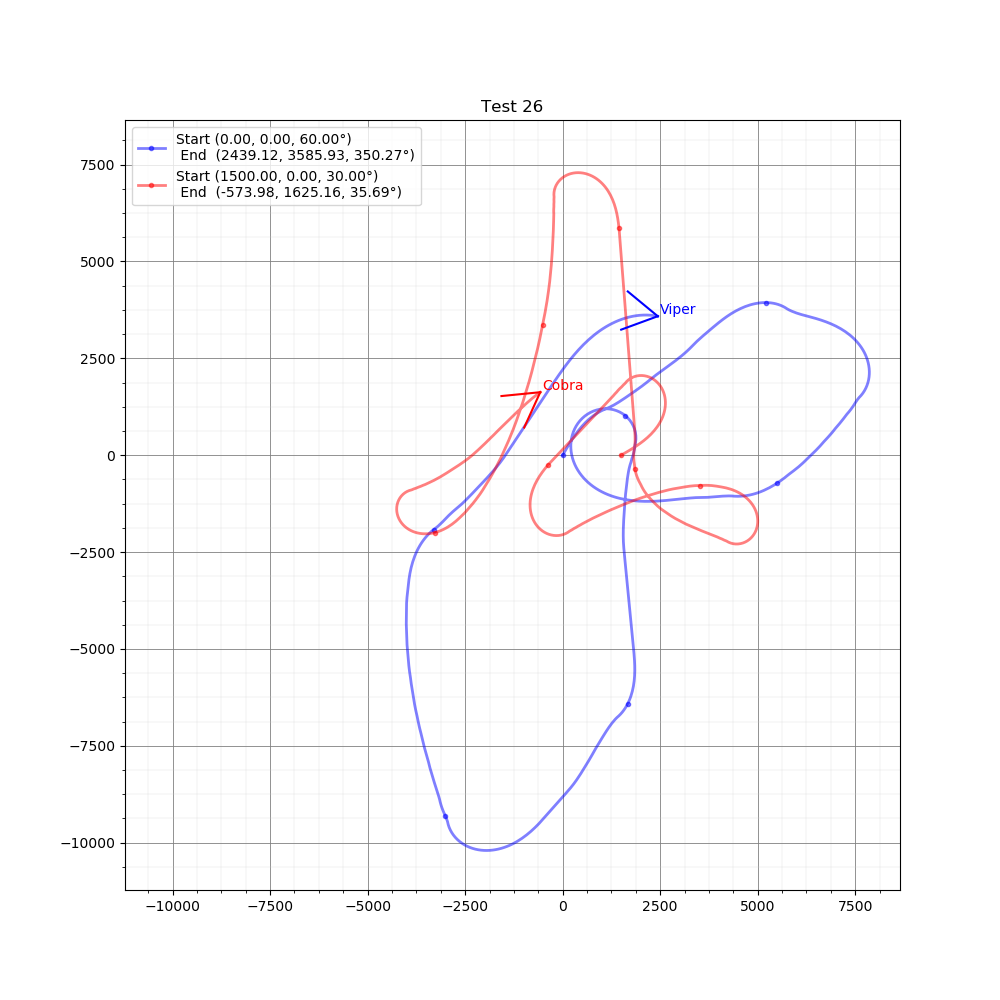 Test 26
Start (0.00, 0.00, 60.00°)
End  (2439.12, 3585.93, 350.27°)
Start (1500.00, 0.00, 30.00°)
End  (-573.98, 1625.16, 35.69°)
7500
5000
2500
0
−2500
−5000
−7500
−10000
Viper
Cobra
−10000
−7500
−5000
−2500
0
2500
5000
7500